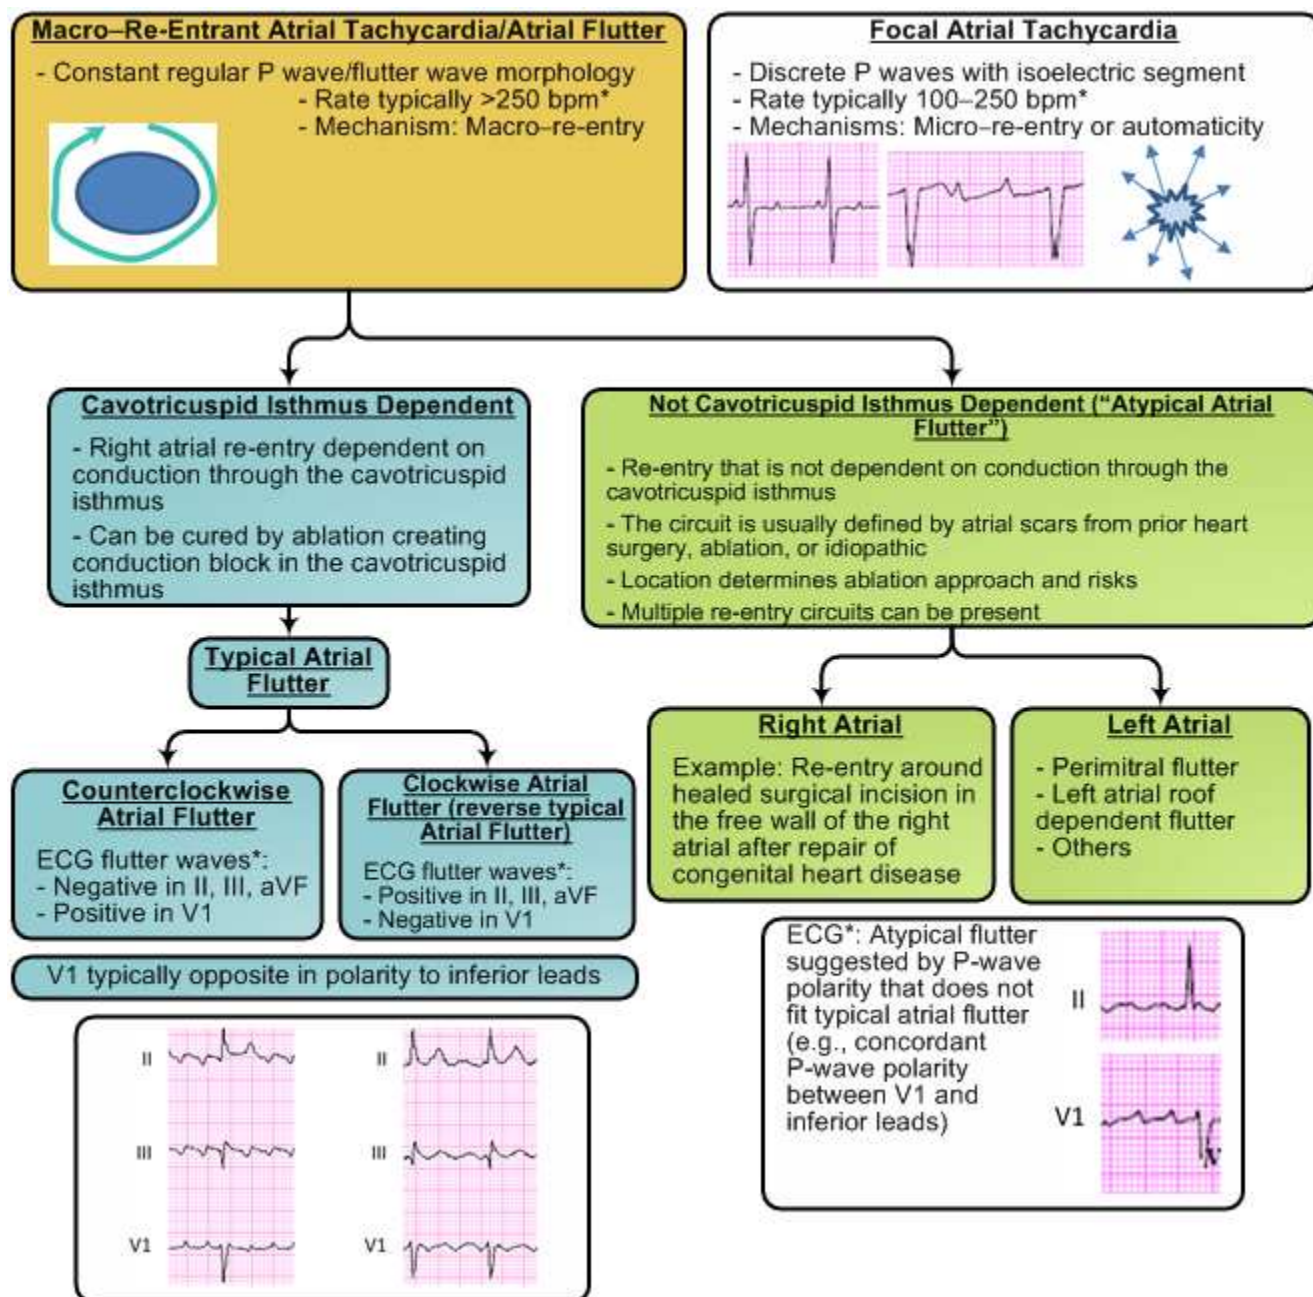 Macro–Re-Entrant Atrial Tachycardia/Atrial Flutter
- Constant regular P wave/flutter wave morphology
- Rate typically >250 bpm*
- Mechanism: Macro–re-entry
Focal Atrial Tachycardia
- Discrete P waves with isoelectric segment
- Rate typically 100–250 bpm*
- Mechanisms: Micro–re-entry or automaticity
Cavotricuspid Isthmus Dependent
- Right atrial re-entry dependent on
conduction through the cavotricuspid
isthmus
- Can be cured by ablation creating
conduction block in the cavotricuspid
isthmus
Not Cavotricuspid Isthmus Dependent (“Atypical Atrial
Flutter”)
- Re-entry that is not dependent on conduction through the
cavotricuspid isthmus
- The circuit is usually defined by atrial scars from prior heart
surgery, ablation, or idiopathic
- Location determines ablation approach and risks
- Multiple re-entry circuits can be present
Typical Atrial
Flutter
Counterclockwise
Atrial Flutter
ECG flutter waves*:
- Negative in II, III, aVF
- Positive in V1
Clockwise Atrial
Flutter (reverse typical
Atrial Flutter)
ECG flutter waves*:
- Positive in II, III, aVF
- Negative in V1
Right Atrial
Example: Re-entry around
healed surgical incision in
the free wall of the right
atrial after repair of
congenital heart disease
Left Atrial
- Perimitral flutter
- Left atrial roof
dependent flutter
- Others
V1 typically opposite in polarity to inferior leads
II
III
V1
II
III
V1
ECG*: Atypical flutter
suggested by P-wave
polarity that does not
fit typical atrial flutter
(e.g., concordant
P-wave polarity
between V1 and
inferior leads)
II
V1